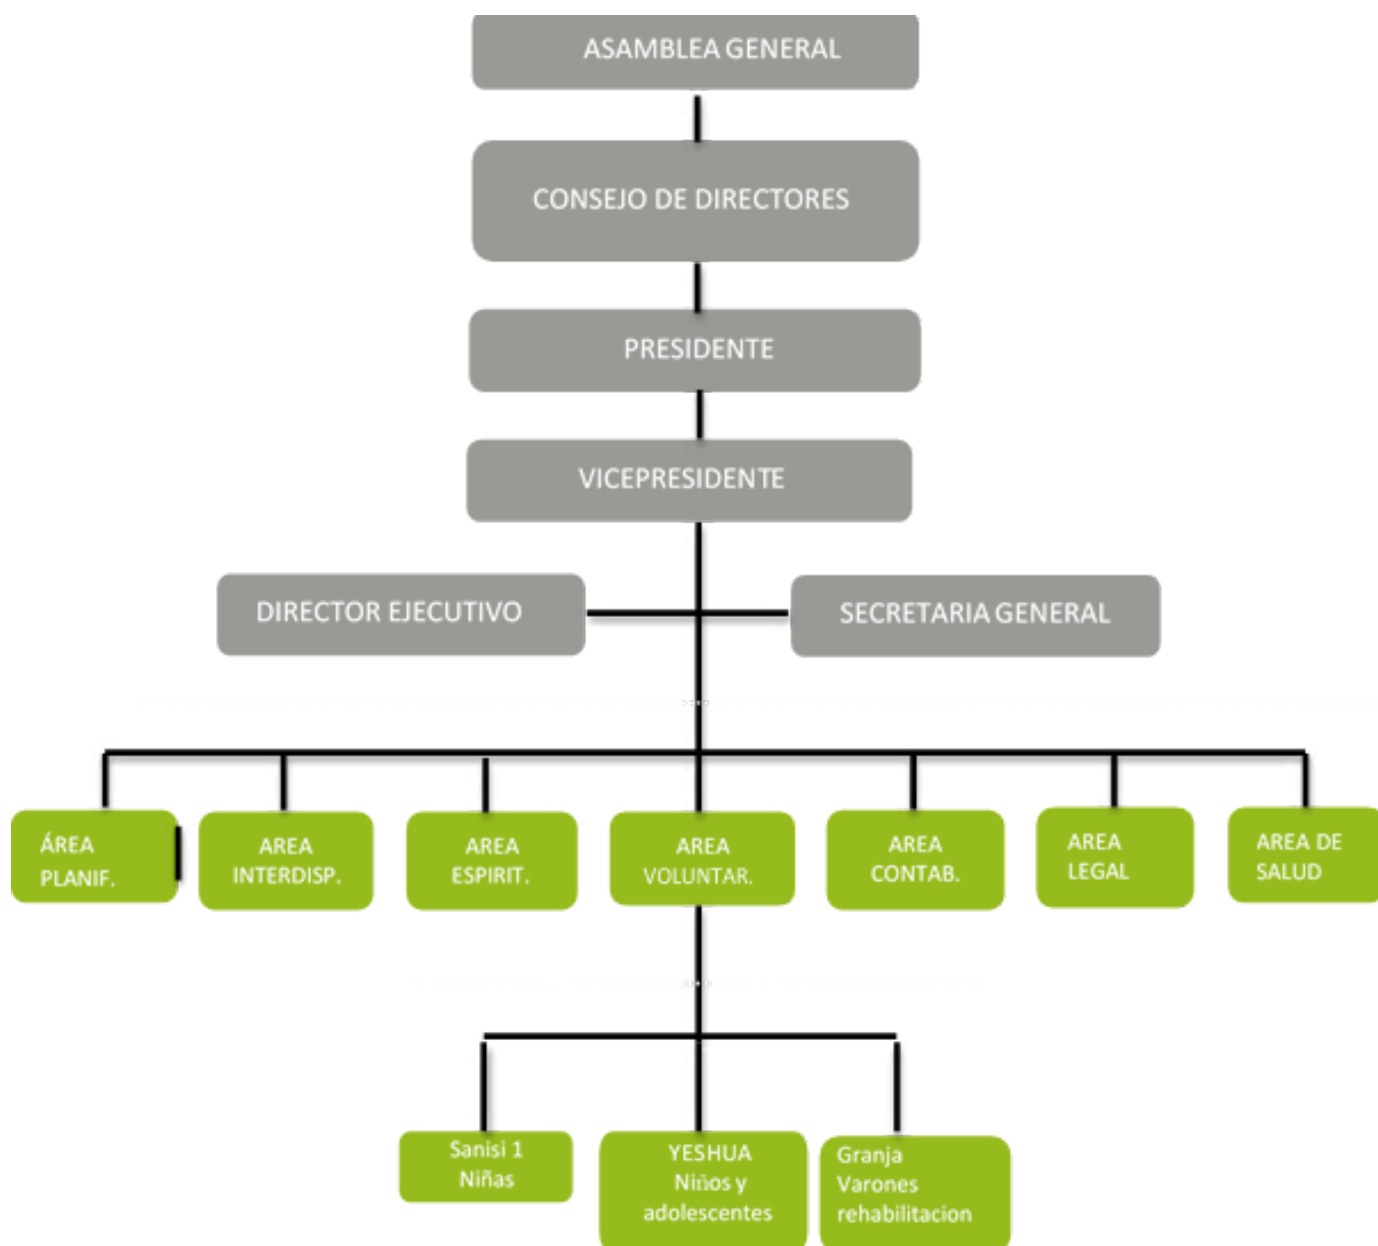 ASAMBLEA GENERAL
CONSEJO DE DIRECTORES
PRESIDENTE
VICEPRESIDENTE
DIRECTOR EJECUTIVO
SECRETARIA GENERAL
ÁREA
PLANIF.
AREA
INTERDISP.
AREA
ESPIRIT.
AREA
VOLUNTAR.
AREA
CONTAB.
AREA
LEGAL
AREA DE
SALUD
Sanisi 1
Niñas
YESHUA
Niños y
adolescentes
Granja
Varones
rehabilitacion